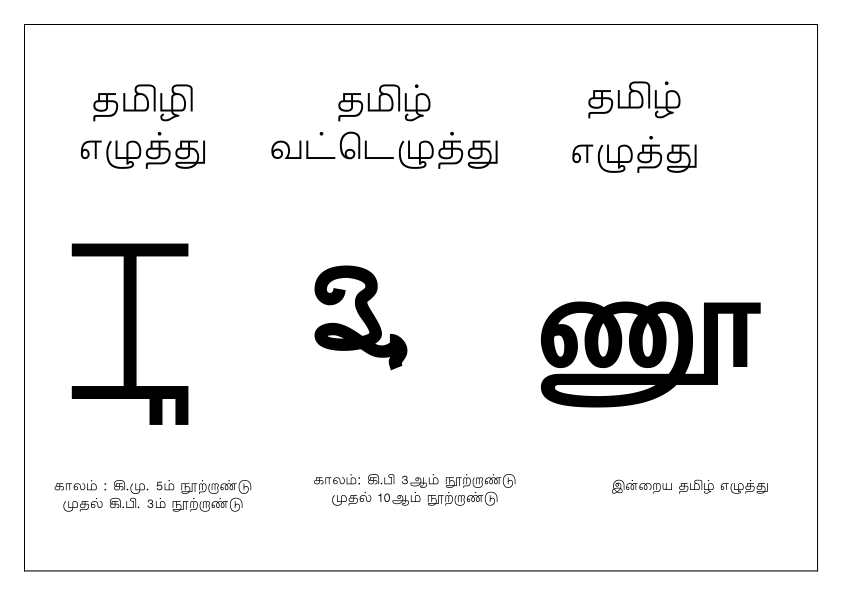 தமிழி
எழுத்து
தமிழ்
வட்டெழுத்து
தமிழ்
எழுத்து
𑀡𑀽
ணூ
காலம் : கி.மு. 5ம் நூற்றாண்டு
முதல் கி.பி. 3ம் நூற்றாண்டு
காலம்: கி.பி 3ஆம் நூற்றாண்டு
முதல் 10ஆம் நூற்றாண்டு
இன்றைய தமிழ் எழுத்து